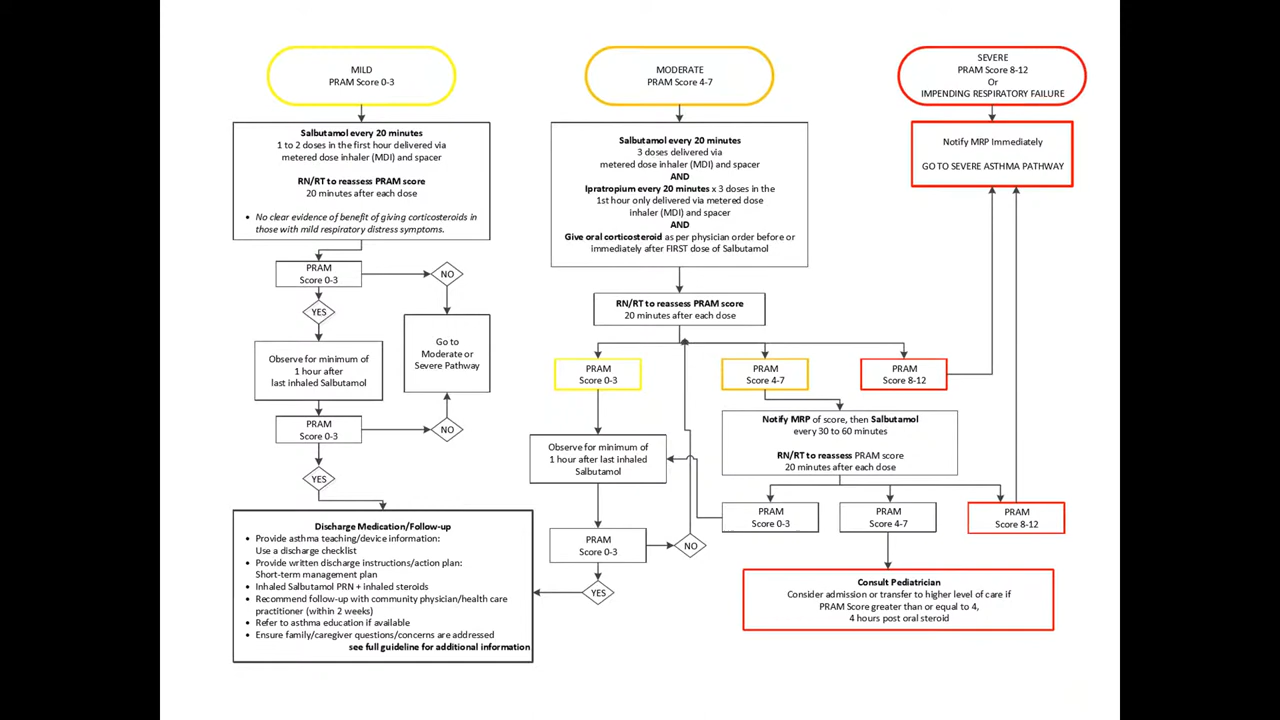 MILD
PRAM Score 0-3
Salbutamol every 20 minutes
1 to 2 doses in the first hour delivered via
metered dose inhaler (MDI) and spacer
RN/RT to reassess PRAM score
20 minutes after each dose
• No clear evidence of benefit of giving corticosteroids in
those with mild respiratory distress symptoms.
PRAM
Score 0-3
NO
YES
Go to
Moderate or
Severe Pathway
Observe for minimum of
1 hour after
last inhaled Salbutamol
PRAM
Score 0-3
NO
YES
Discharge Medication/Follow-up
• Provide asthma teaching/device information:
Use a discharge checklist
• Provide written discharge instructions/action plan:
Short-term management plan
• Inhaled Salbutamol PRN + inhaled steroids
• Recommend follow-up with community physician/health care
practitioner (within 2 weeks)
• Refer to asthma education if available
• Ensure family/caregiver questions/concerns are addressed
see full guideline for additional information
MODERATE
PRAM Score 4-7
Salbutamol every 20 minutes
3 doses delivered via
metered dose inhaler (MDI) and spacer
AND
Ipratropium every 20 minutes x 3 doses in the
1st hour only delivered via metered dose
inhaler (MDI) and spacer
AND
Give oral corticosteroid as per physician order before or
immediately after FIRST dose of Salbutamol
RN/RT to reassess PRAM score
20 minutes after each dose
PRAM
Score 0-3
PRAM
Score 4-7
PRAM
Score 8-12
Observe for minimum of
1 hour after last inhaled
Salbutamol
PRAM
Score 0-3
NO
YES
Notify MRP of score, then Salbutamol
every 30 to 60 minutes
RN/RT to reassess PRAM score
20 minutes after each dose
PRAM
Score 0-3
PRAM
Score 4-7
PRAM
Score 8-12
Consult Pediatrician
Consider admission or transfer to higher level of care if
PRAM Score greater than or equal to 4,
4 hours post oral steroid
SEVERE
PRAM Score 8-12
Or
IMPENDING RESPIRATORY FAILURE
Notify MRP Immediately
GO TO SEVERE ASTHMA PATHWAY